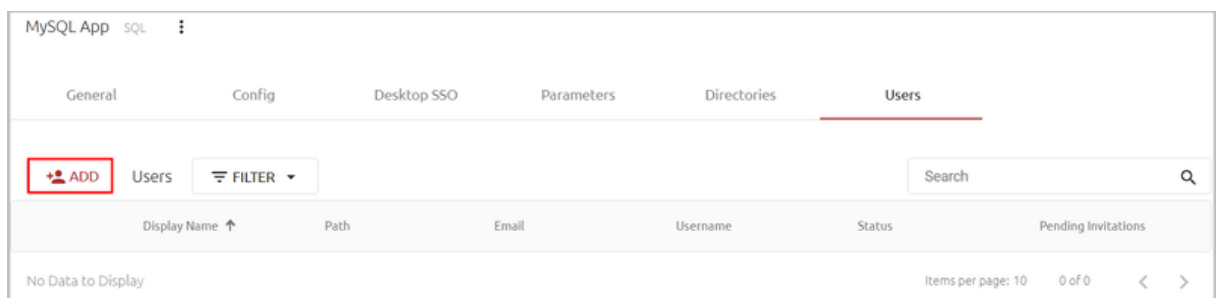 MySQL App SQL
General Config Desktop SSO Parameters Directories Users
ADD Users FILTER Search
Display Name Path Email Username Status Pending Invitations
No Data to Display Items per page: 10 0 of 0